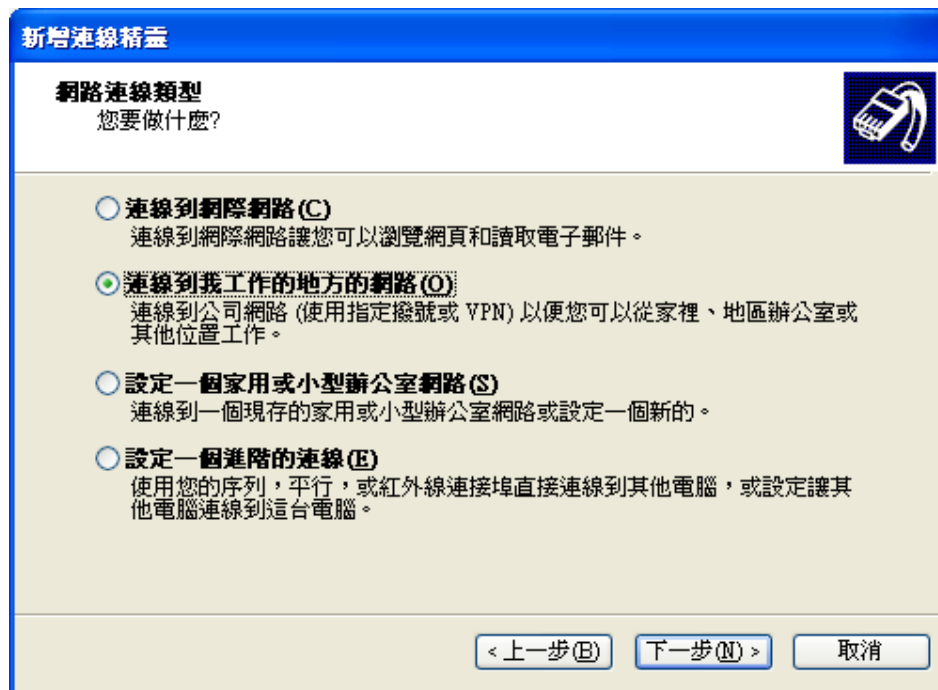 新增連線精靈
網路連線類型
您要做什麼?
連線到網際網路(C)
連線到網際網路讓您可以瀏覽網頁和讀取電子郵件。
連線到我工作的地方的網路(O)
連線到公司網路 (使用指定撥號或 VPN) 以便您可以從家裡、地區辦公室或
其他位置工作。
設定一個家用或小型辦公室網路(S)
連線到一個現存的家用或小型辦公室網路或設定一個新的。
設定一個進階的連線(E)
使用您的序列,平行,或紅外線連接埠直接連線到其他電腦,或設定讓其
他電腦連線到這台電腦。
<上一步(B) 下一步(N)> 取消